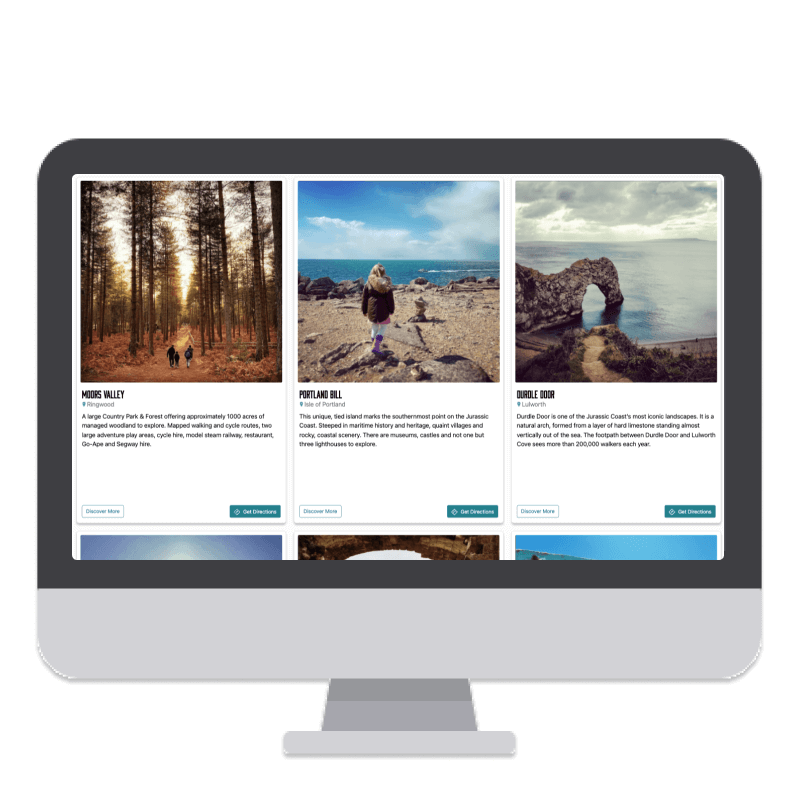 MOORS VALLEY
Ringwood
A large Country Park & Forest offering approximately 1000 acres of
managed woodland to explore. Mapped walking and cycle routes, two
large adventure play areas, cycle hire, model steam railway, restaurant,
Go-Ape and Segway hire.
Discover More
Get Directions
PORTLAND BILL
Isle of Portland
This unique, tied island marks the southernmost point on the Jurassic
Coast. Steeped in maritime history and heritage, quaint villages and
rocky, coastal scenery. There are museums, castles and not one but
three lighthouses to explore.
Discover More
Get Directions
DURDLE DOOR
Lulworth
Durdle Door is one of the Jurassic Coast's most iconic landscapes. It is a
natural arch, formed from a layer of hard limestone standing almost
vertically out of the sea. The footpath between Durdle Door and Lulworth
Cove sees more than 200,000 walkers each year.
Discover More
Get Directions